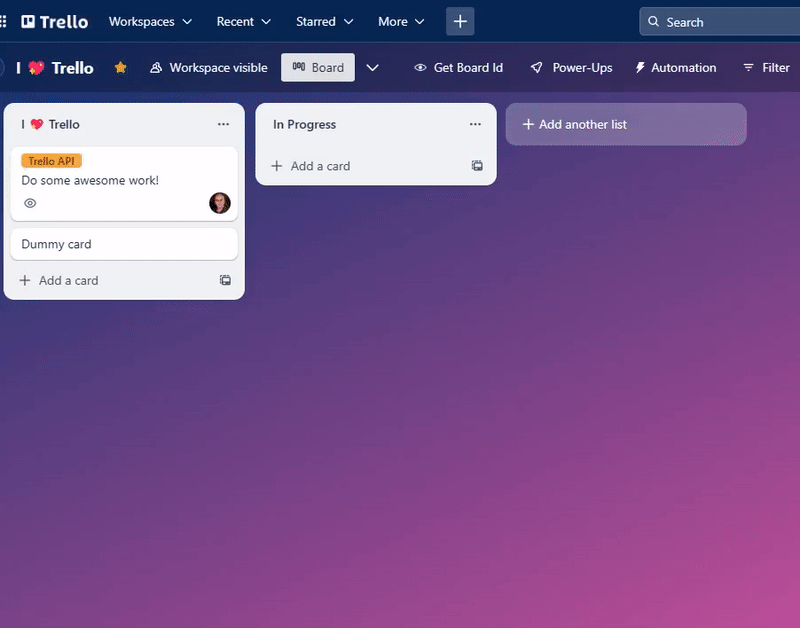 Trello Workspaces Recent Starred More + Search
I 💖 Trello Workspace visible Board Get Board Id Power-Ups Automation Filter
I 💖 Trello
Trello API
Do some awesome work!
Dummy card
+ Add a card
In Progress
+ Add a card
+ Add another list